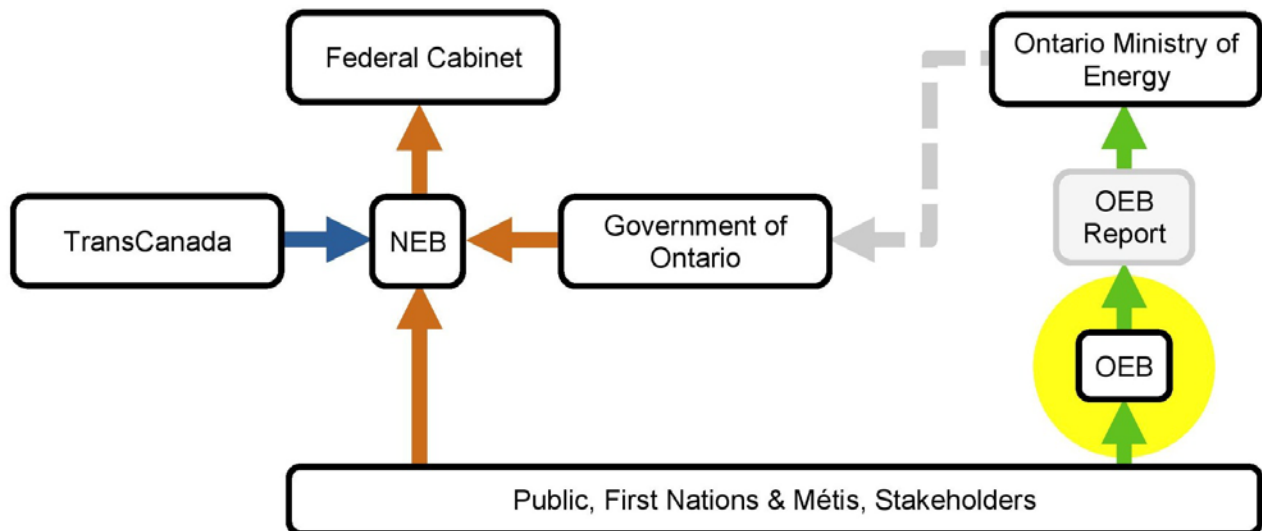 Federal Cabinet
Ontario Ministry of
Energy
TransCanada
NEB
Government of
Ontario
OEB
Report
OEB
Public, First Nations & Métis, Stakeholders